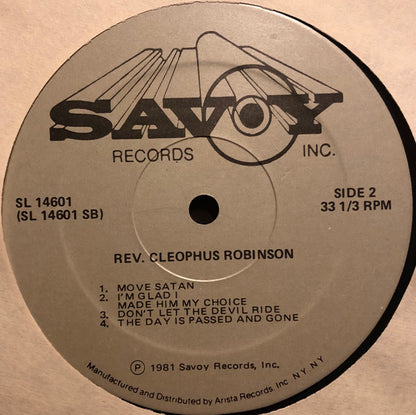 SAVOY
RECORDS INC.
SL 14601
(SL 14601 SB)
SIDE 2
33 1/3 RPM
REV. CLEOPHUS ROBINSON
1. MOVE SATAN
2. I'M GLAD I
MADE HIM MY CHOICE
3. DON'T LET THE DEVIL RIDE
4. THE DAY IS PASSED AND GONE
Ⓟ 1981 Savoy Records, Inc.
Manufactured and Distributed by Arista Records, Inc. N.Y. N.Y.